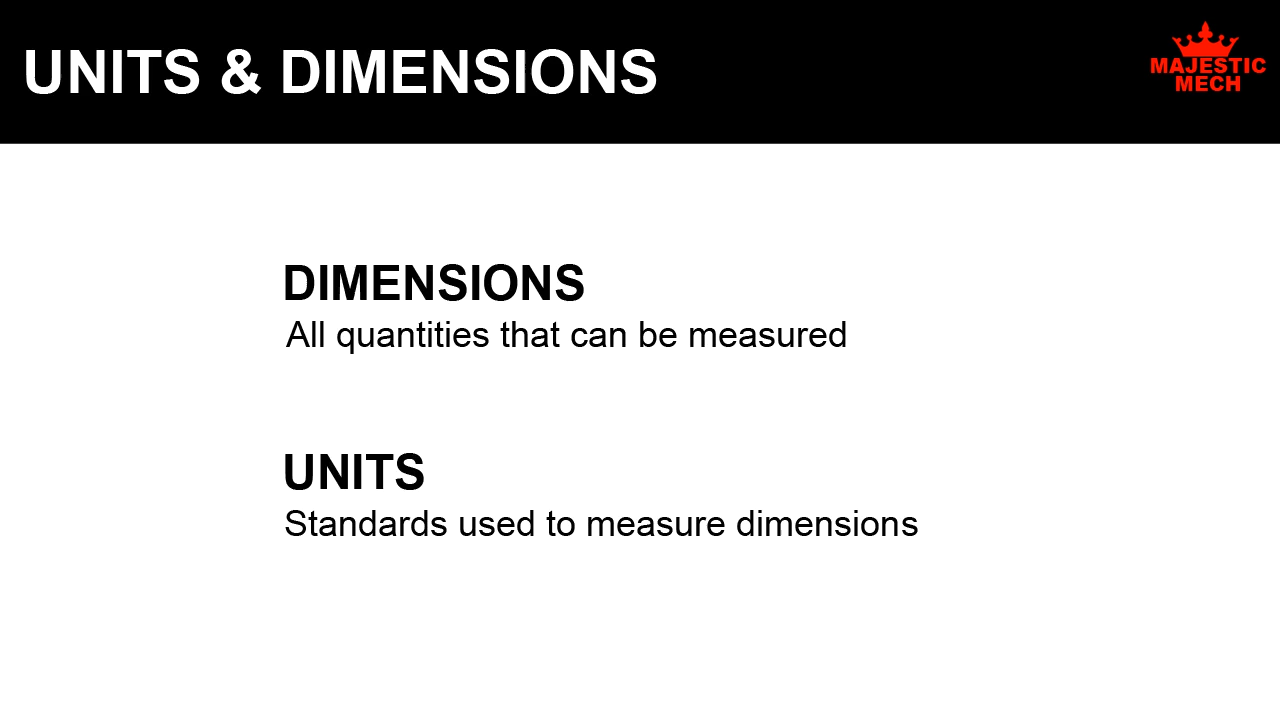 UNITS & DIMENSIONS
MAJESTIC
MECH
DIMENSIONS
All quantities that can be measured
UNITS
Standards used to measure dimensions